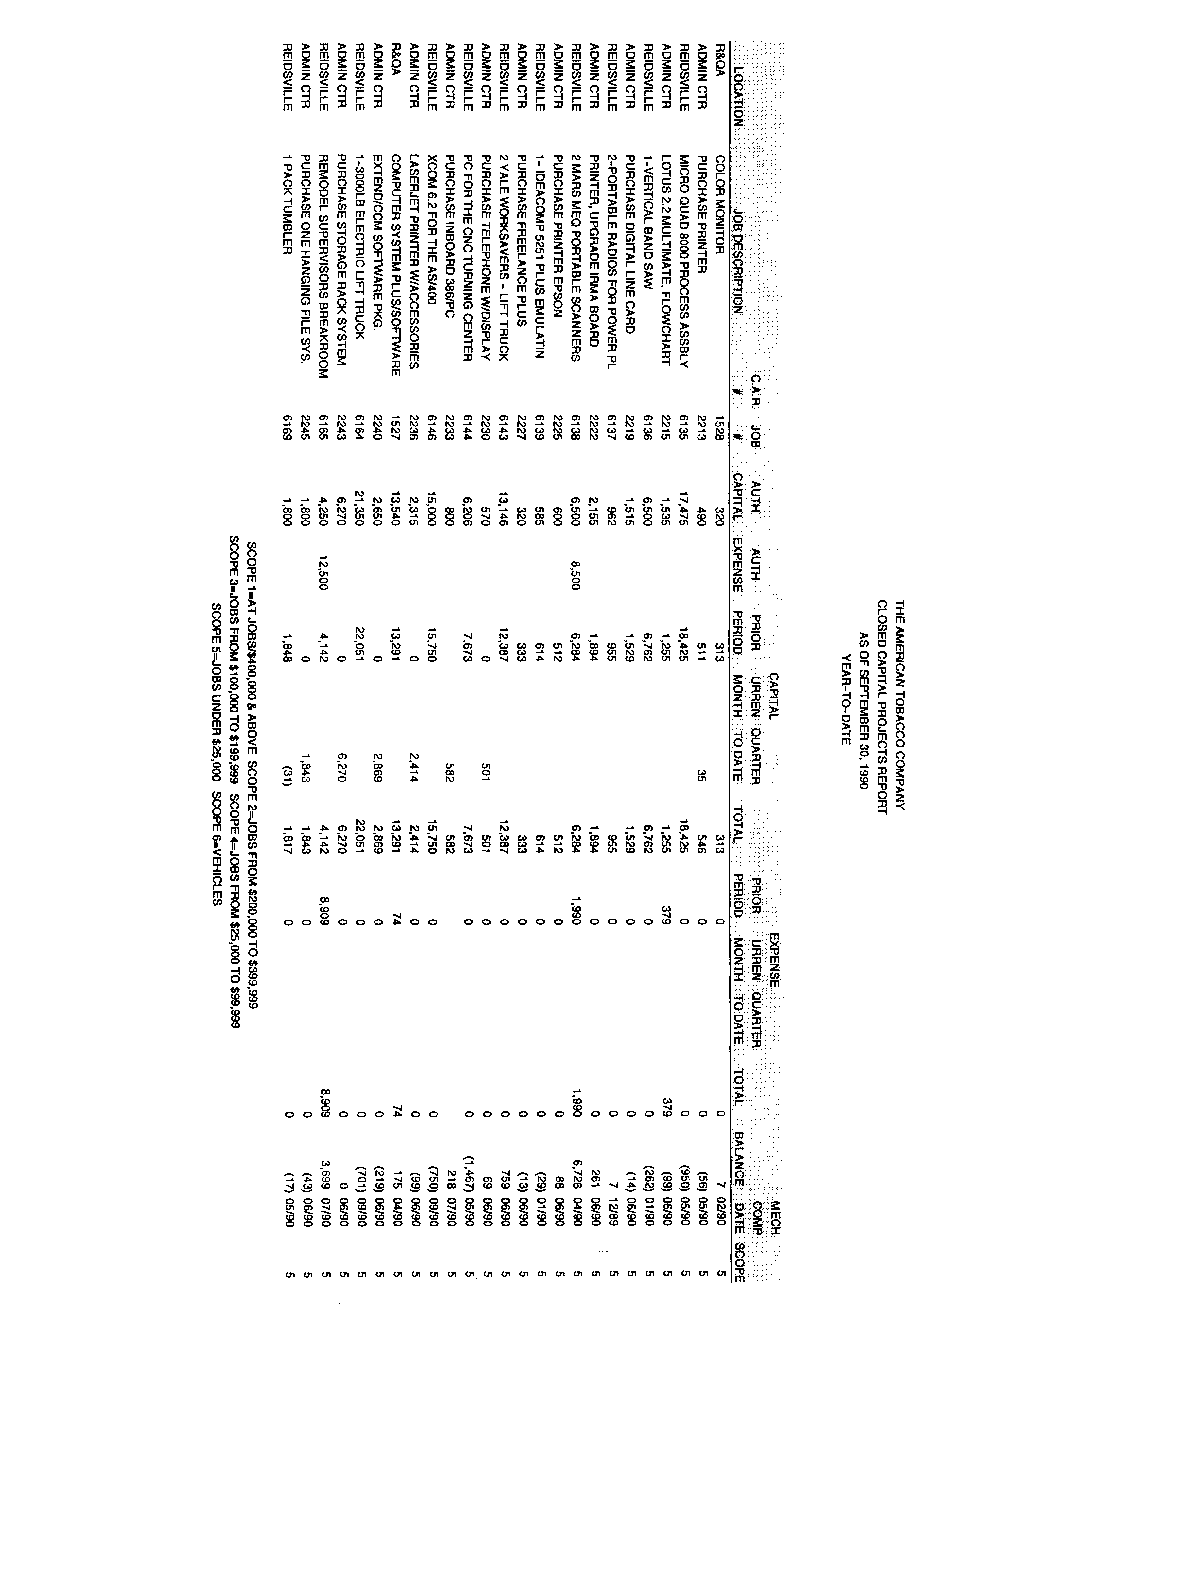 THE AMERICAN TOBACCO COMPANY
CLOSED CAPITAL PROJECTS REPORT
AS OF SEPTEMBER 30, 1990
YEAR-TO-DATE
CAPITAL EXPENSE MECH.
C.A.R. JOB AUTH AUTH PRIOR URREN QUARTER PRIOR URREN QUARTER COMP.
LOCATION JOB DESCRIPTION # # CAPITAL EXPENSE PERIOD MONTH TO DATE TOTAL PERIOD MONTH TO DATE TOTAL BALANCE DATE SCOPE
R&QA COLOR MONITOR 1528 320 313 313 0 0 7 02/90 5
ADMIN CTR PURCHASE PRINTER 2213 490 511 35 546 0 0 (56) 05/90 5
REIDSVILLE MICRO QUAD 8000 PROCESS ASSBLY 6135 17,475 18,425 18,425 0 0 (950) 05/90 5
ADMIN CTR LOTUS 2.2 MULTIMATE, FLOWCHART 2215 1,535 1,255 1,255 379 379 (99) 05/90 5
REIDSVILLE 1-VERTICAL BAND SAW 6136 6,500 6,762 6,762 0 0 (262) 01/90 5
ADMIN CTR PURCHASE DIGITAL LINE CARD 2219 1,515 1,529 1,529 0 0 (14) 06/90 5
REIDSVILLE 2-PORTABLE RADIOS FOR POWER PL 6137 962 955 955 0 0 7 12/89 5
ADMIN CTR PRINTER, UPGRADE IRMA BOARD 2222 2,155 1,894 1,894 0 0 261 06/90 5
REIDSVILLE 2 MARS MEQ PORTABLE SCANNERS 6138 6,500 8,500 6,284 6,284 1,990 1,990 6,726 04/90 5
ADMIN CTR PURCHASE PRINTER EPSON 2225 600 512 512 0 0 88 06/90 5
REIDSVILLE 1- IDEACOMP 5251 PLUS EMULATIN 6139 585 614 614 0 0 (29) 01/90 5
ADMIN CTR PURCHASE FREELANCE PLUS 2227 320 333 333 0 0 (13) 06/90 5
REIDSVILLE 2 YALE WORKSAVERS - LIFT TRUCK 6143 13,146 12,387 12,387 0 0 759 06/90 5
ADMIN CTR PURCHASE TELEPHONE W/DISPLAY 2230 570 0 501 501 0 0 69 06/90 5
REIDSVILLE PC FOR THE CNC TURNING CENTER 6144 6,206 7,673 7,673 0 0 (1,467) 05/90 5
ADMIN CTR PURCHASE INBOARD 386/PC 2233 800 582 582 218 07/90 5
REIDSVILLE XCOM 6.2 FOR THE AS/400 6146 15,000 15,750 15,750 0 0 (750) 09/90 5
ADMIN CTR LASERJET PRINTER W/ACCESSORIES 2236 2,315 0 2,414 2,414 0 0 (99) 06/90 5
R&QA COMPUTER SYSTEM PLUS/SOFTWARE 1527 13,540 13,291 13,291 74 74 175 04/90 5
ADMIN CTR EXTEND/CCM SOFTWARE PKG. 2240 2,650 0 2,869 2,869 0 0 (219) 06/90 5
REIDSVILLE 1-3000LB ELECTRIC LIFT TRUCK 6164 21,350 22,051 22,051 0 0 (701) 09/90 5
ADMIN CTR PURCHASE STORAGE RACK SYSTEM 2243 6,270 0 6,270 6,270 0 0 0 06/90 5
REIDSVILLE REMODEL SUPERVISORS BREAKROOM 6165 4,250 12,500 4,142 4,142 8,909 8,909 3,699 07/90 5
ADMIN CTR PURCHASE ONE HANGING FILE SYS. 2245 1,800 0 1,843 1,843 0 0 (43) 06/90 5
REIDSVILLE 1 PACK TUMBLER 6169 1,800 1,848 (31) 1,817 0 0 (17) 05/90 5
SCOPE 1=AT JOBS/$400,000 & ABOVE SCOPE 2=JOBS FROM $200,000 TO $399,999
SCOPE 3=JOBS FROM $100,000 TO $199,999 SCOPE 4=JOBS FROM $25,000 TO $99,999
SCOPE 5=JOBS UNDER $25,000 SCOPE 6=VEHICLES